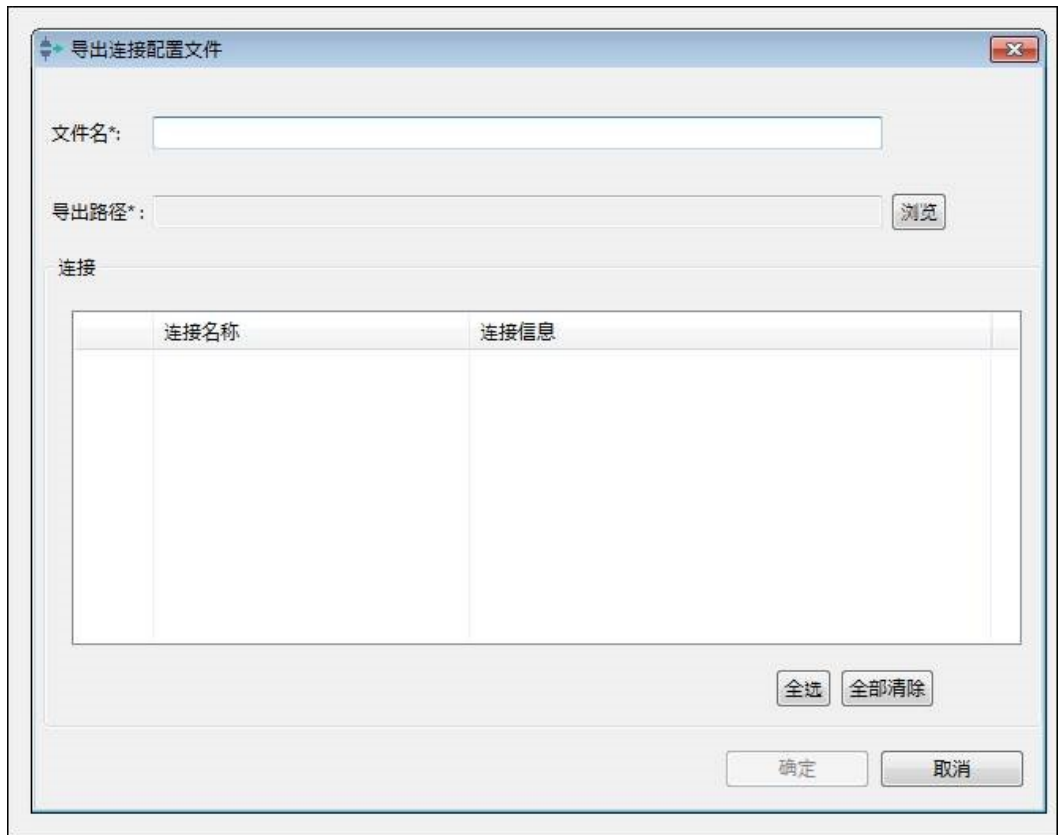 导出连接配置文件
文件名*:
导出路径*: 浏览
连接
连接名称 连接信息
全选 全部清除
确定 取消